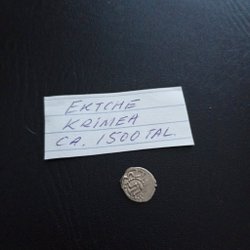 EKTCHE
KRIMEA
CA. 1500 TAL.